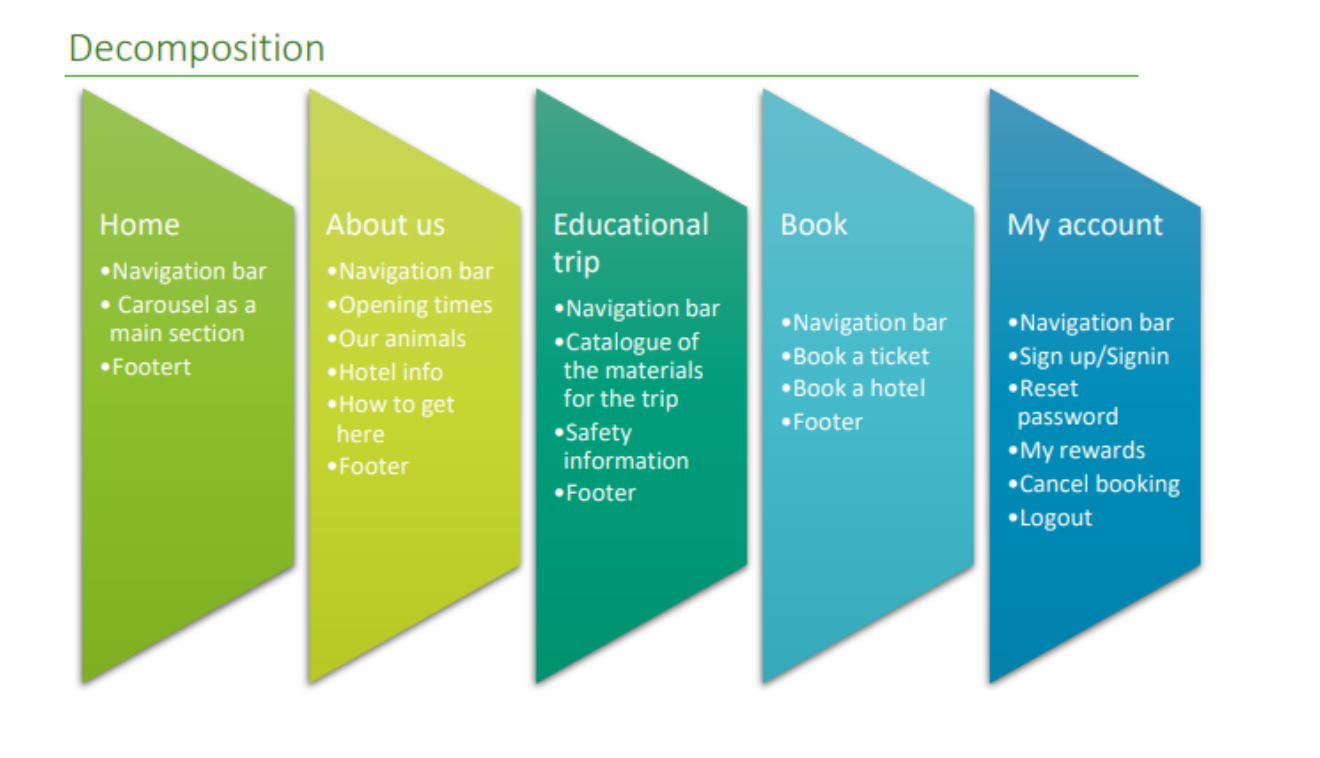 Decomposition
Home
•Navigation bar
• Carousel as a
main section
•Footert
About us
•Navigation bar
•Opening times
•Our animals
•Hotel info
•How to get
here
•Footer
Educational
trip
•Navigation bar
•Catalogue of
the materials
for the trip
•Safety
information
•Footer
Book
•Navigation bar
•Book a ticket
•Book a hotel
•Footer
My account
•Navigation bar
•Sign up/Signin
•Reset
password
•My rewards
•Cancel booking
•Logout